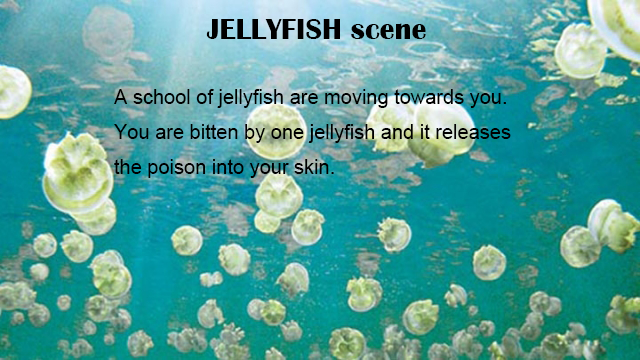 JELLYFISH scene
A school of jellyfish are moving towards you.
You are bitten by one jellyfish and it releases
the poison into your skin.